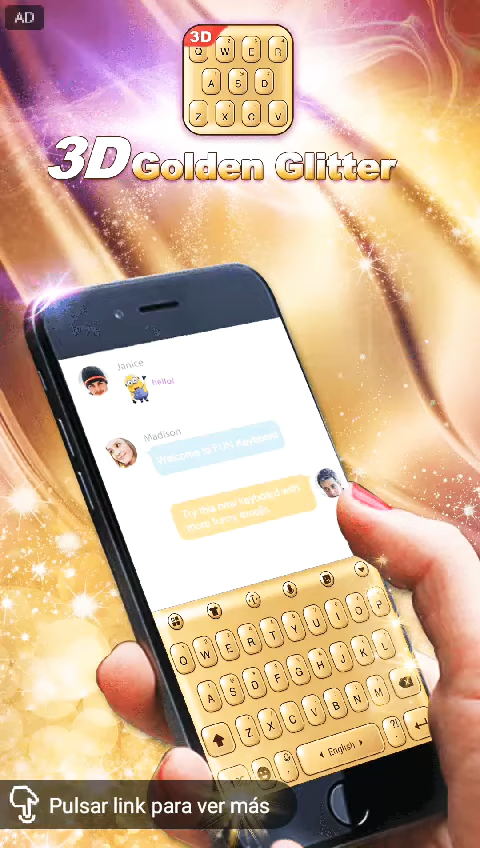 AD
3D
Q W E R
A S D
Z X C V
3D Golden Glitter
Janice
hello!
Madison
Welcome to FUN Keyboard
Try this new keyboard with
more funny emojis.
Q W E R T Y U I O P
A S D F G H J K L
Z X C V B N M
English
Pulsar link para ver más